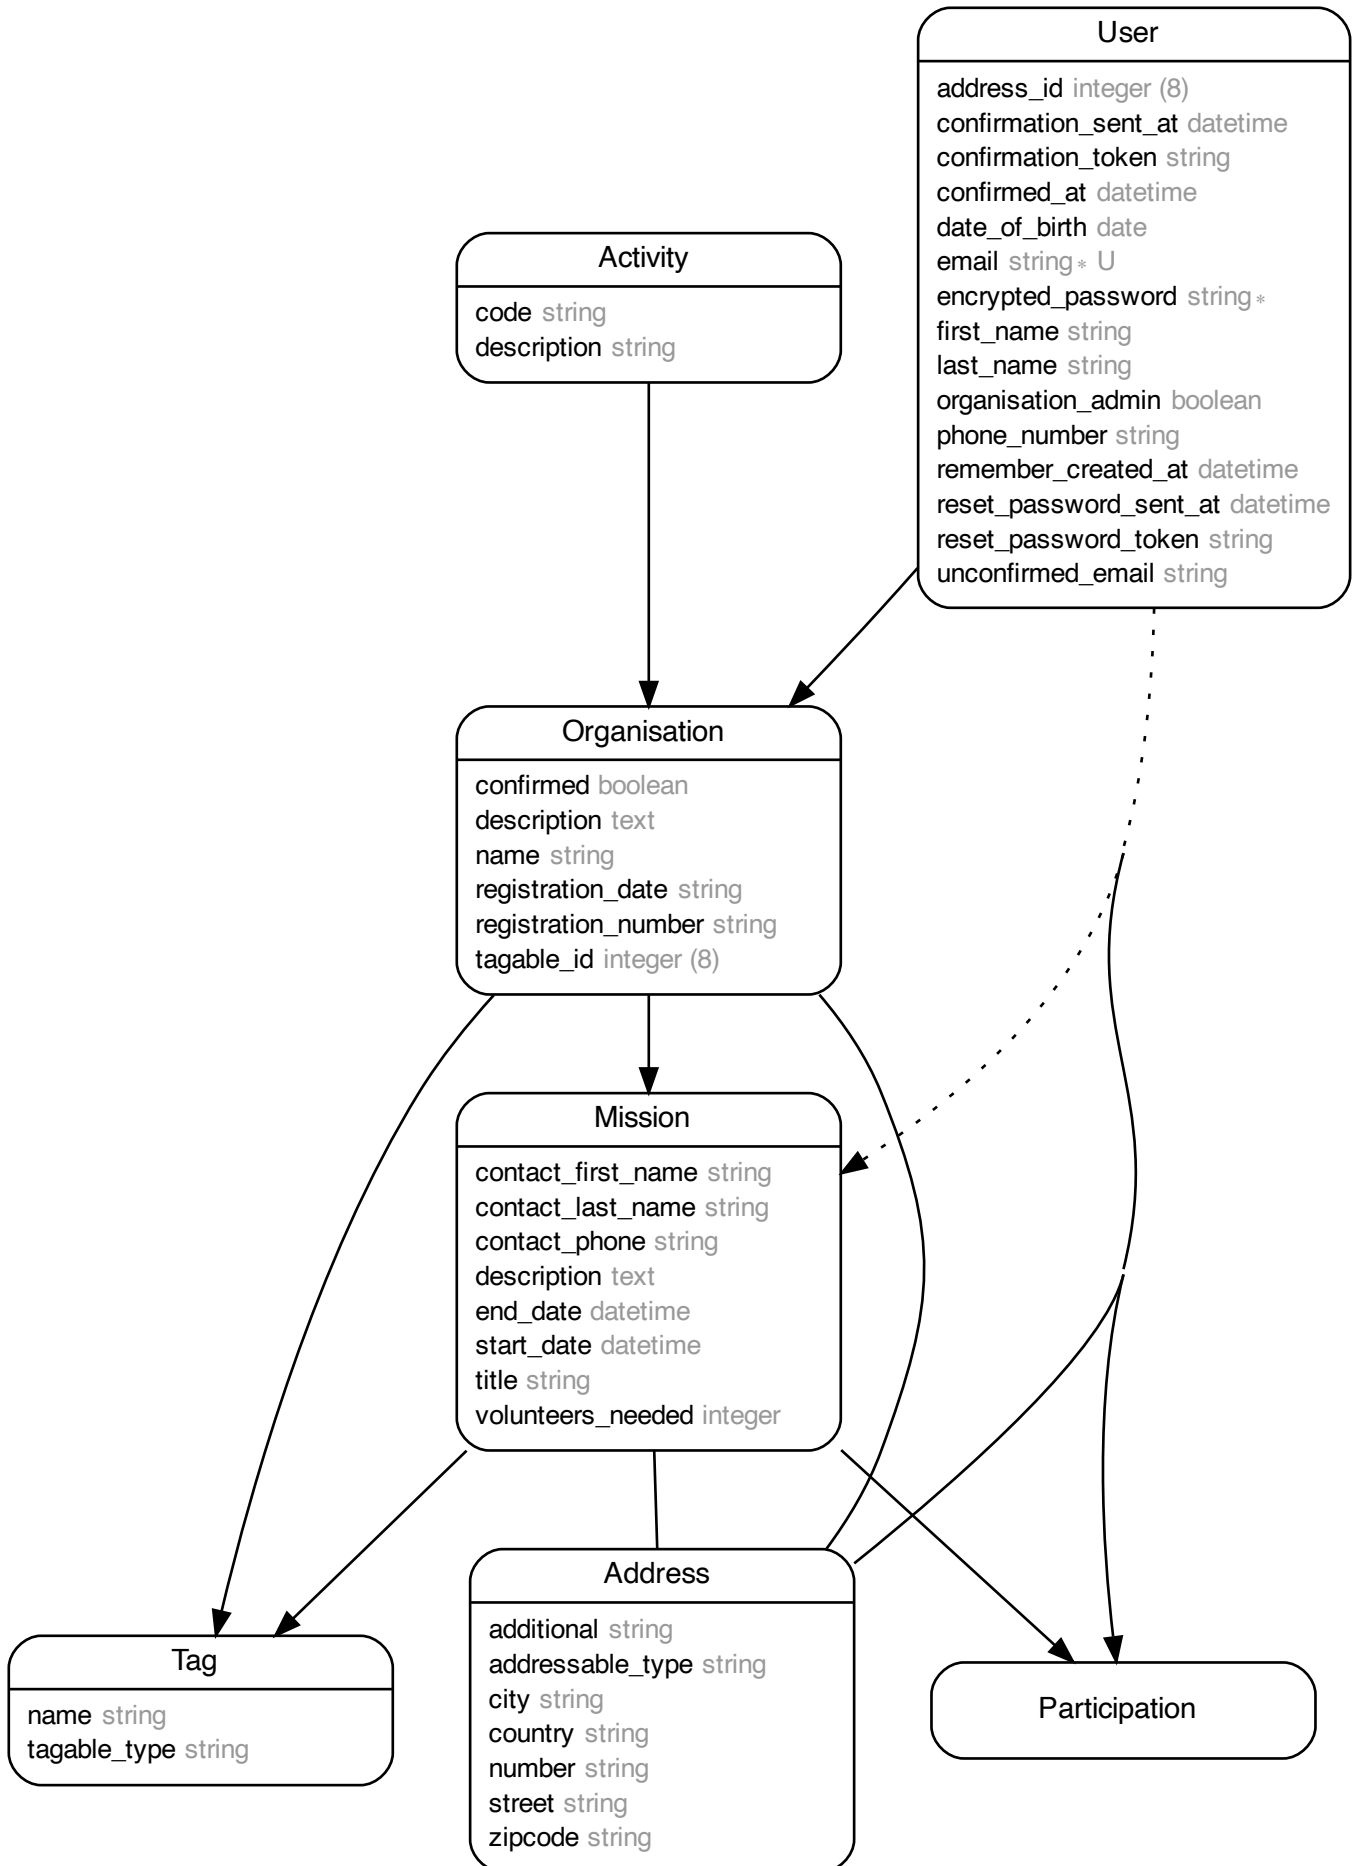 User
address_id integer (8)
confirmation_sent_at datetime
confirmation_token string
confirmed_at datetime
date_of_birth date
email string∗ U
encrypted_password string∗
first_name string
last_name string
organisation_admin boolean
phone_number string
remember_created_at datetime
reset_password_sent_at datetime
reset_password_token string
unconfirmed_email string
Activity
code string
description string
Organisation
confirmed boolean
description text
name string
registration_date string
registration_number string
tagable_id integer (8)
Mission
contact_first_name string
contact_last_name string
contact_phone string
description text
end_date datetime
start_date datetime
title string
volunteers_needed integer
Address
additional string
addressable_type string
city string
country string
number string
street string
zipcode string
Tag
name string
tagable_type string
Participation